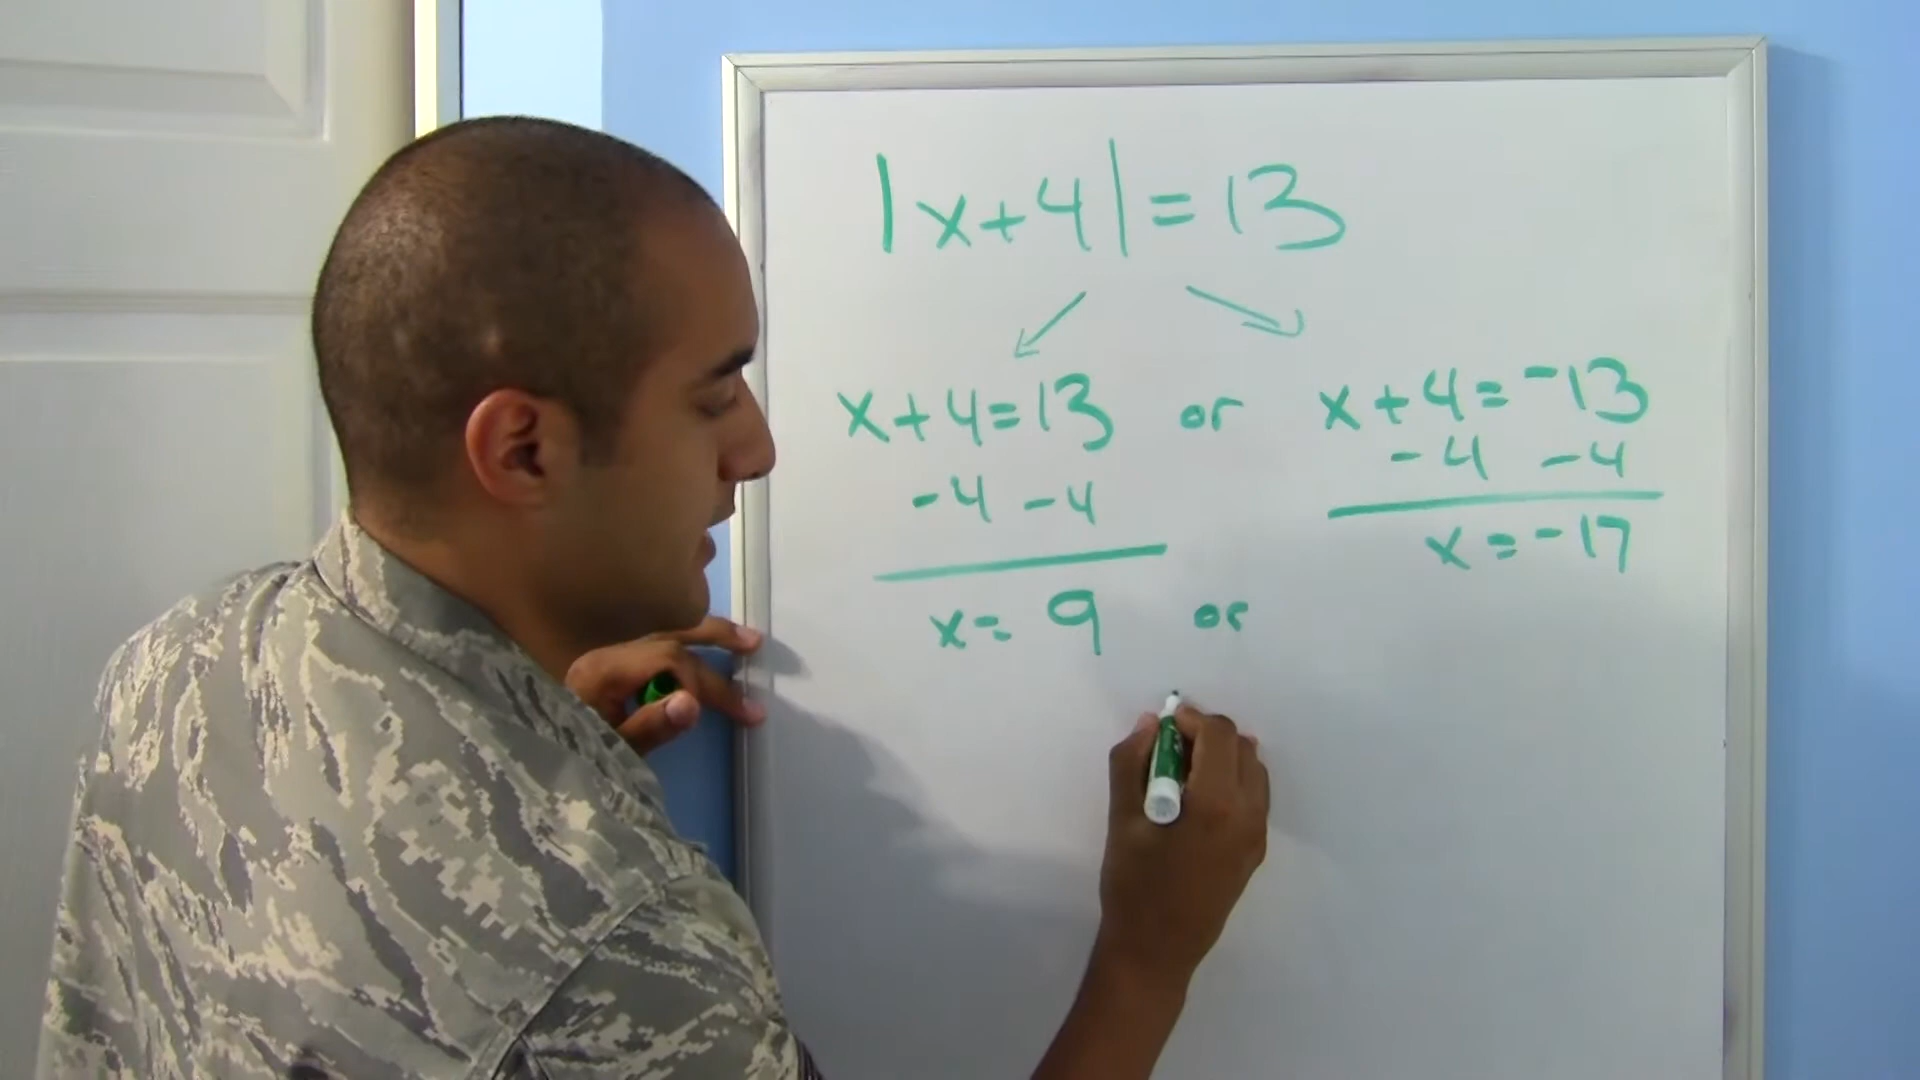 |x+4|=13
x+4=13 or x+4=-13
-4 -4 -4 -4
x=-17
x= 9 or